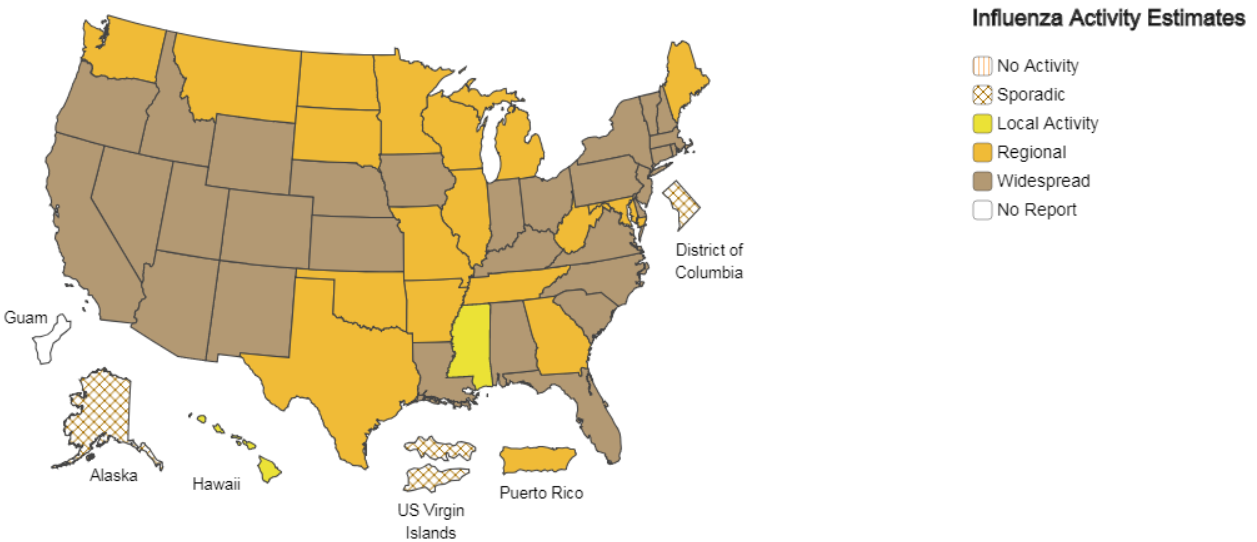 Influenza Activity Estimates
No Activity
Sporadic
Local Activity
Regional
Widespread
No Report
District of
Columbia
Guam
Alaska
Hawaii
US Virgin
Islands
Puerto Rico